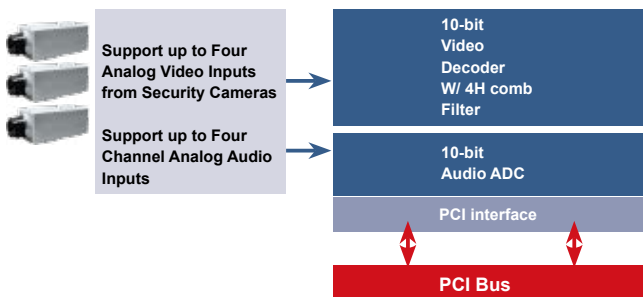 Support up to Four
Analog Video Inputs
from Security Cameras
Support up to Four
Channel Analog Audio
Inputs
10-bit
Video
Decoder
W/ 4H comb
Filter
10-bit
Audio ADC
PCI interface
PCI Bus